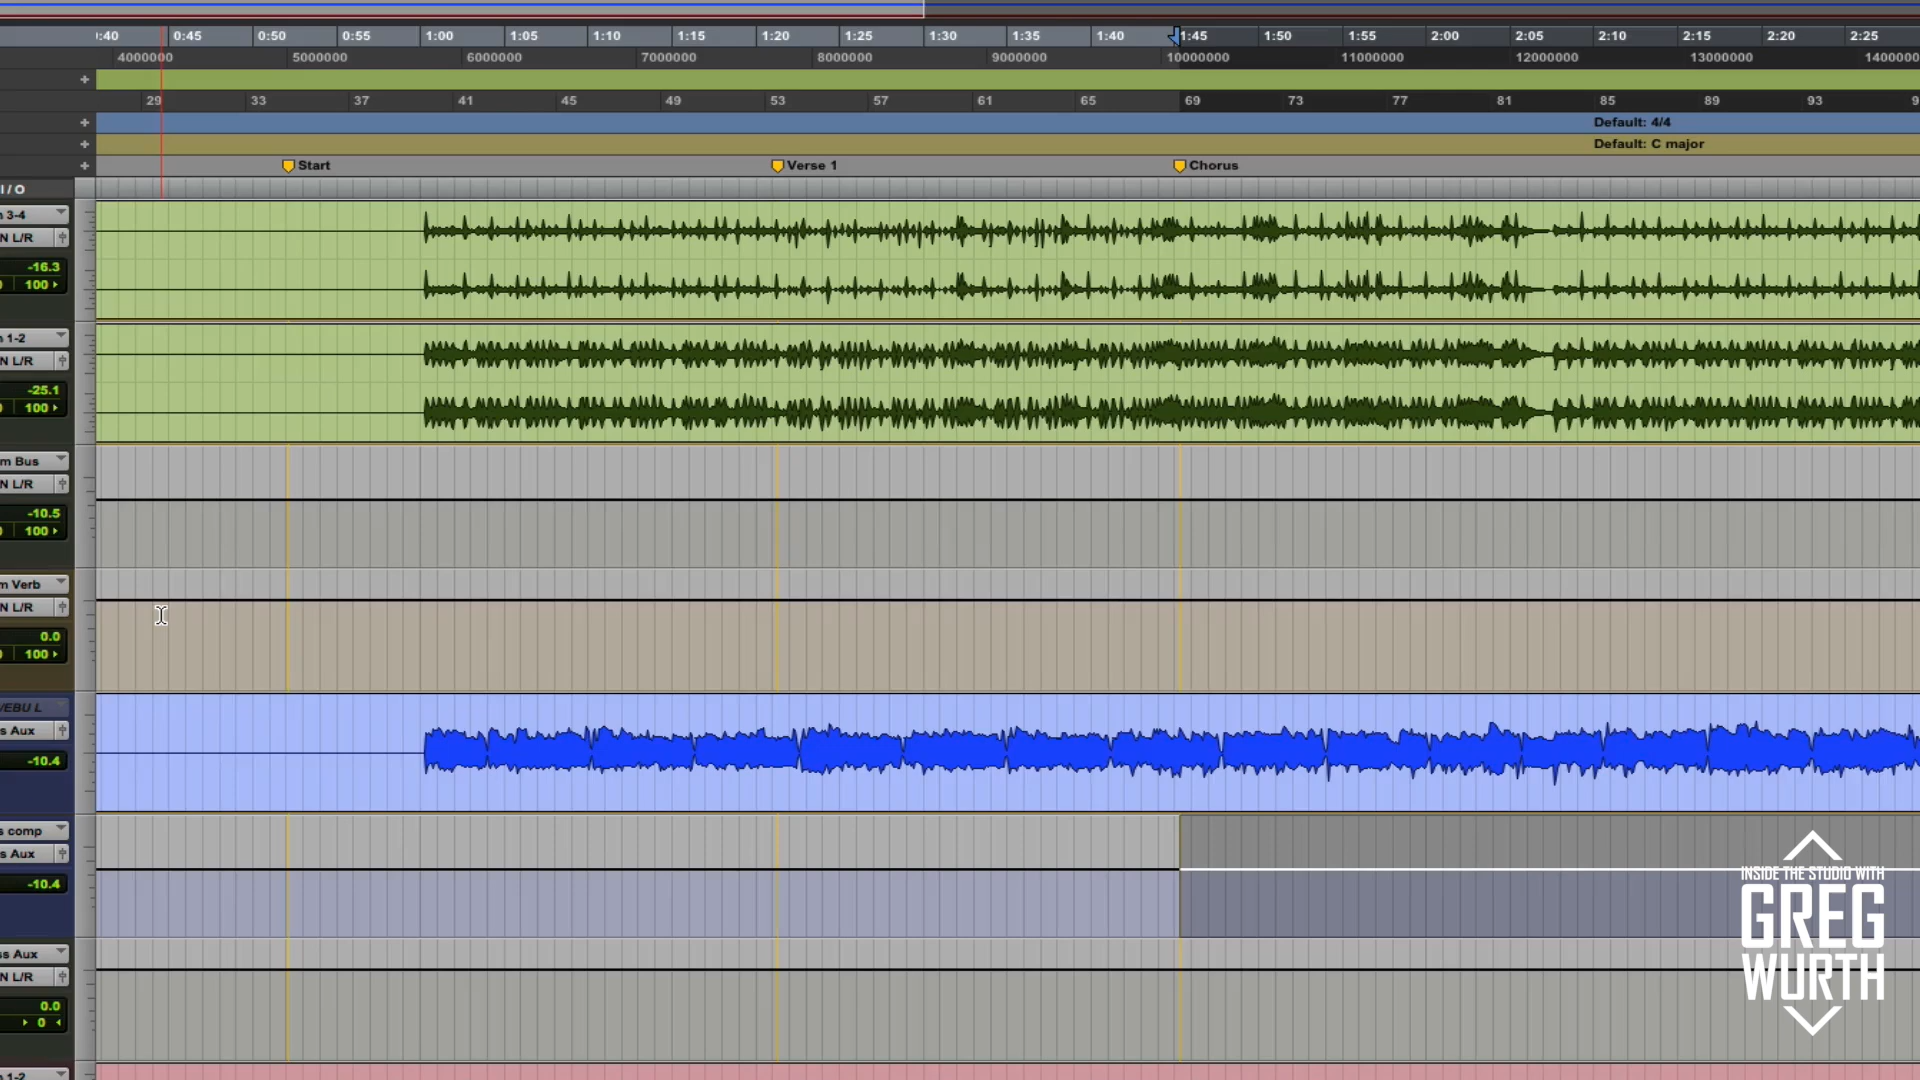 0:40 0:45 0:50 0:55 1:00 1:05 1:10 1:15 1:20 1:25 1:30 1:35 1:40 1:45 1:50 1:55 2:00 2:05 2:10 2:15 2:20 2:25
4000000 5000000 6000000 7000000 8000000 9000000 10000000 11000000 12000000 13000000 1400000
29 33 37 41 45 49 53 57 61 65 69 73 77 81 85 89 93 9
Default: 4/4
Default: C major
Start Verse 1 Chorus
I / O
3-4
N L/R
-16.3
100
1-2
N L/R
-25.1
100
m Bus
N L/R
-10.5
100
m Verb
N L/R
0.0
100
/EBU L
s Aux
-10.4
s comp
s Aux
-10.4
INSIDE THE STUDIO WITH
GREG
WURTH
ss Aux
N L/R
0.0
0
1-2